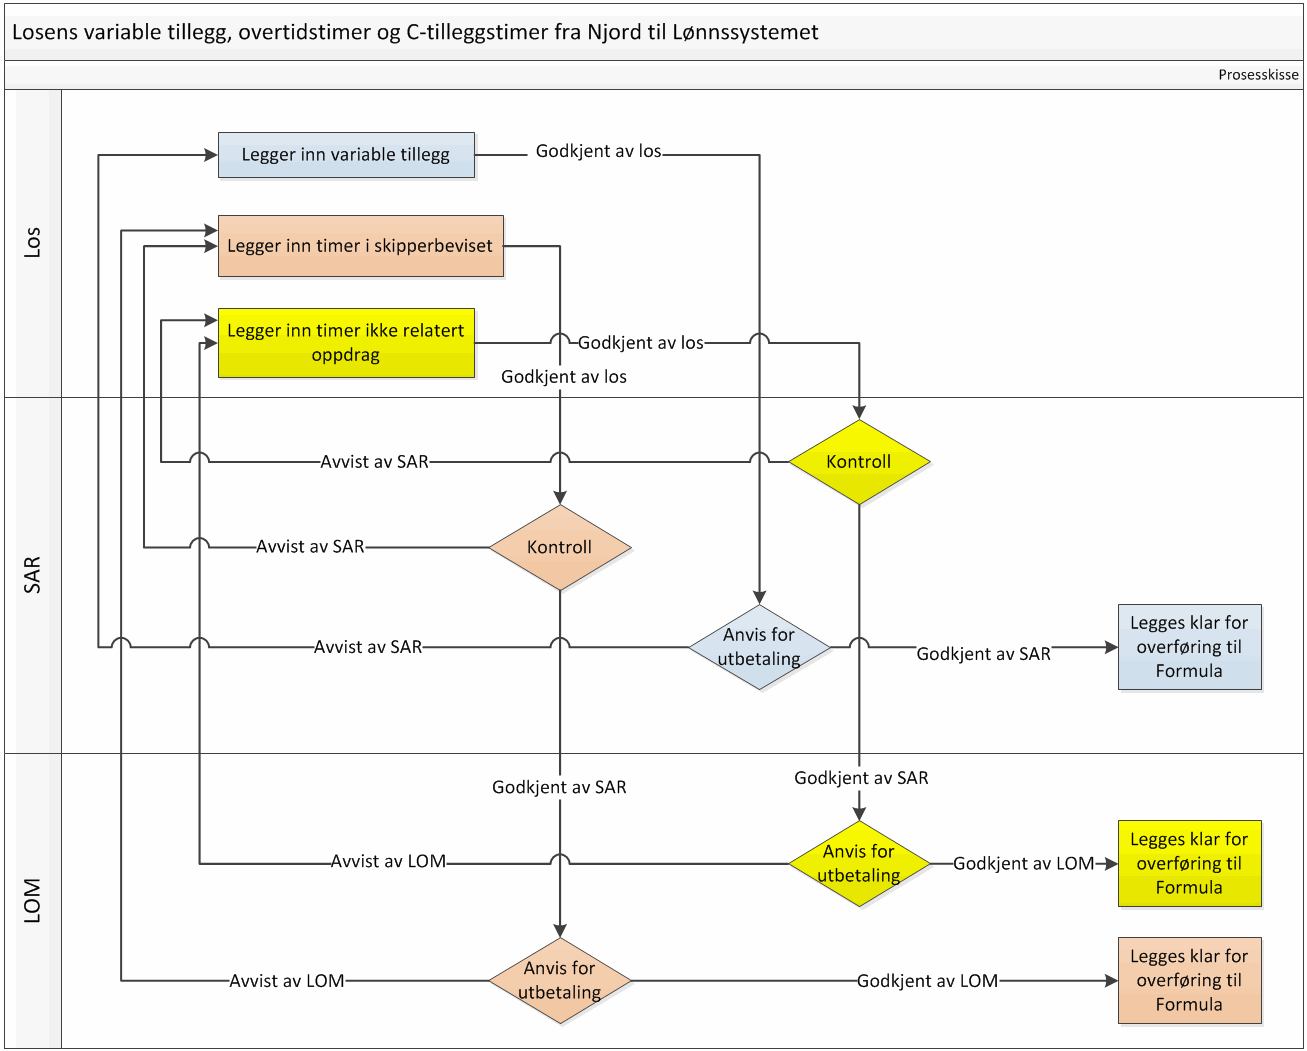 Losens variable tillegg, overtidstimer og C-tilleggstimer fra Njord til Lønnssystemet
Prosesskisse
Los
Legger inn variable tillegg
Godkjent av los
Legger inn timer i skipperbeviset
Legger inn timer ikke relatert
oppdrag
Godkjent av los
Godkjent av los
SAR
Avvist av SAR
Kontroll
Avvist av SAR
Kontroll
Avvist av SAR
Anvis for
utbetaling
Godkjent av SAR
Legges klar for
overføring til
Formula
LOM
Godkjent av SAR
Godkjent av SAR
Avvist av LOM
Anvis for
utbetaling
Godkjent av LOM
Legges klar for
overføring til
Formula
Avvist av LOM
Anvis for
utbetaling
Godkjent av LOM
Legges klar for
overføring til
Formula